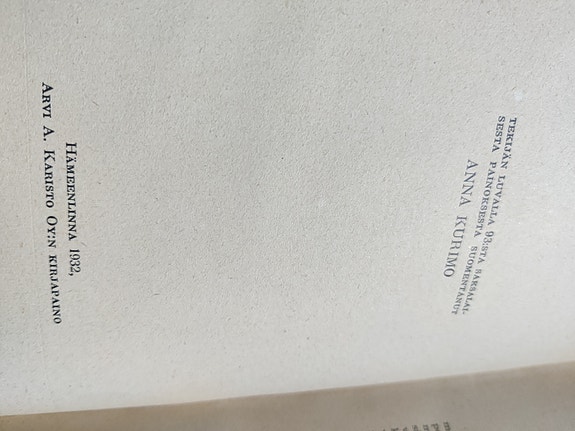 TEKIJÄN LUVALLA 93:STA SAKSALAI-
SESTA PAINOKSESTA SUOMENTANUT
ANNA KURIMO
HÄMEENLINNA 1932,
ARVI A. KARISTO OY:N KIRJAPAINO